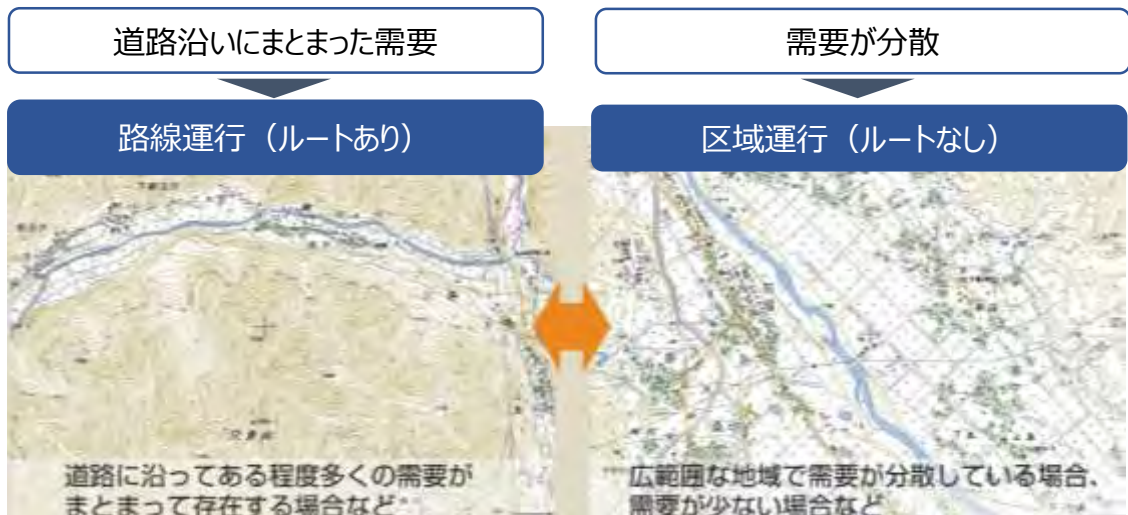 道路沿いにまとまった需要
路線運行（ルートあり）
道路に沿ってある程度多くの需要が
まとまって存在する場合など
需要が分散
区域運行（ルートなし）
広範囲な地域で需要が分散している場合、
需要が少ない場合など